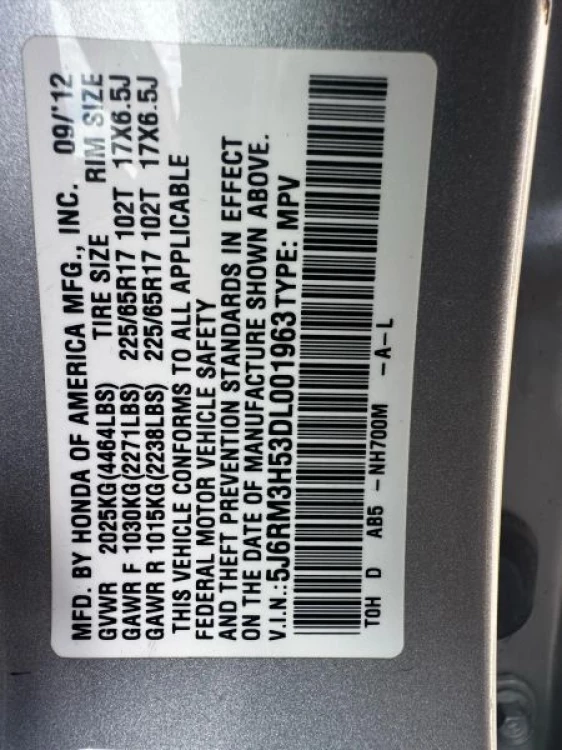 MFD. BY HONDA OF AMERICA MFG., INC. 09/12
GVWR 2025KG(4464LBS) TIRE SIZE RIM SIZE
GAWR F 1030KG(2271LBS) 225/65R17 102T 17X6.5J
GAWR R 1015KG(2238LBS) 225/65R17 102T 17X6.5J
THIS VEHICLE CONFORMS TO ALL APPLICABLE
FEDERAL MOTOR VEHICLE SAFETY
AND THEFT PREVENTION STANDARDS IN EFFECT
ON THE DATE OF MANUFACTURE SHOWN ABOVE.
V.I.N.:5J6RM3H53DL001963 TYPE: MPV
TOH D AB5 -NH700M -A-L